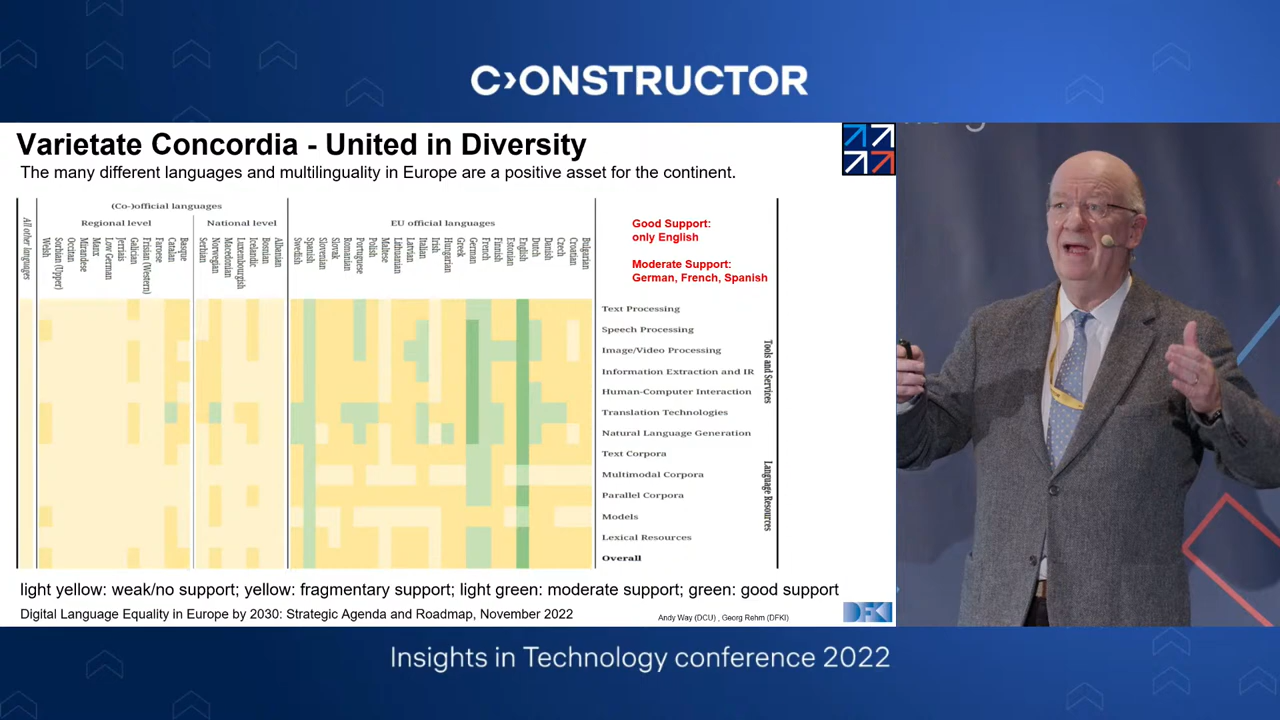 C›ONSTRUCTOR
Varietate Concordia - United in Diversity
The many different languages and multilinguality in Europe are a positive asset for the continent.
(Co-)official languages
Regional level
National level
EU official languages
All other languages
Welsh
Sorbian (Upper)
Occitan
Mirandese
Manx
Low German
Jerriais
Galician
Frisian (Western)
Faroese
Catalan
Basque
Serbian
Norwegian
Macedonian
Luxembourgish
Icelandic
Bosnian
Albanian
Swedish
Spanish
Slovenian
Slovak
Romanian
Portuguese
Polish
Maltese
Lithuanian
Latvian
Italian
Irish
Hungarian
Greek
German
French
Finnish
Estonian
English
Dutch
Danish
Czech
Croatian
Bulgarian
Good Support:
only English
Moderate Support:
German, French, Spanish
Text Processing
Speech Processing
Image/Video Processing
Information Extraction and IR
Human-Computer Interaction
Translation Technologies
Natural Language Generation
Text Corpora
Multimodal Corpora
Parallel Corpora
Models
Lexical Resources
Overall
Tools and Services
Language Resources
light yellow: weak/no support; yellow: fragmentary support; light green: moderate support; green: good support
Digital Language Equality in Europe by 2030: Strategic Agenda and Roadmap, November 2022
Andy Way (DCU) , Georg Rehm (DFKI)
DFKI
Insights in Technology conference 2022